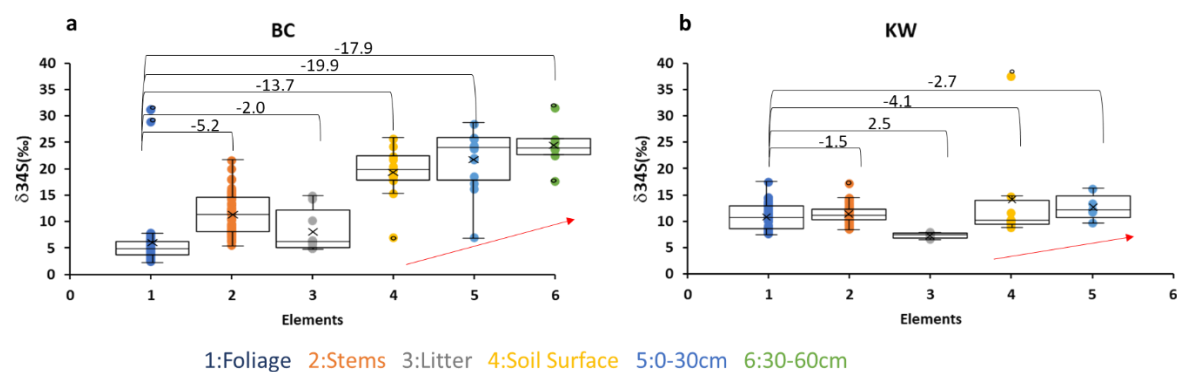 a
BC
-17.9
-19.9
-13.7
-2.0
-5.2
δ34S(‰)
40
35
30
25
20
15
10
5
0
0 1 2 3 4 5 6
Elements
b
KW
-2.7
-4.1
2.5
-1.5
δ34S(‰)
40
35
30
25
20
15
10
5
0
0 1 2 3 4 5 6
Elements
1:Foliage 2:Stems 3:Litter 4:Soil Surface 5:0-30cm 6:30-60cm